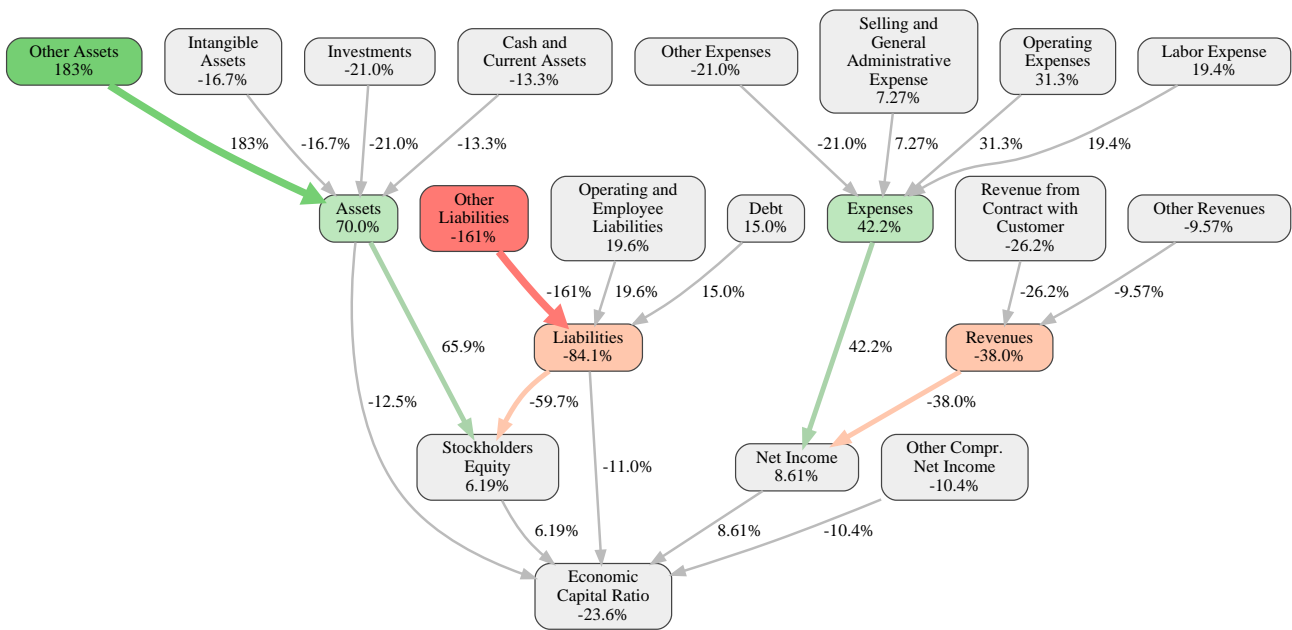 Other Assets
183%
Intangible
Assets
-16.7%
Investments
-21.0%
Cash and
Current Assets
-13.3%
Other Expenses
-21.0%
Selling and
General
Administrative
Expense
7.27%
Operating
Expenses
31.3%
Labor Expense
19.4%
183%
-16.7%
-21.0%
-13.3%
-21.0%
7.27%
31.3%
19.4%
Assets
70.0%
Other
Liabilities
-161%
Operating and
Employee
Liabilities
19.6%
Debt
15.0%
Expenses
42.2%
Revenue from
Contract with
Customer
-26.2%
Other Revenues
-9.57%
-161%
19.6%
15.0%
-26.2%
-9.57%
Liabilities
-84.1%
Revenues
-38.0%
65.9%
42.2%
-12.5%
-59.7%
-38.0%
Stockholders
Equity
6.19%
Net Income
8.61%
Other Compr.
Net Income
-10.4%
-11.0%
6.19%
8.61%
-10.4%
Economic
Capital Ratio
-23.6%